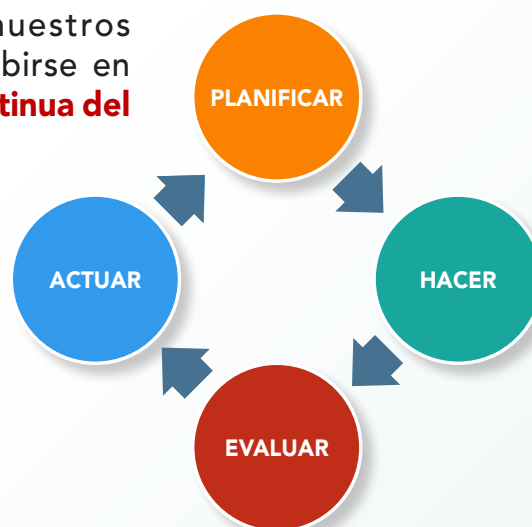 nuestros
birse en
tinua del
PLANIFICAR
HACER
EVALUAR
ACTUAR